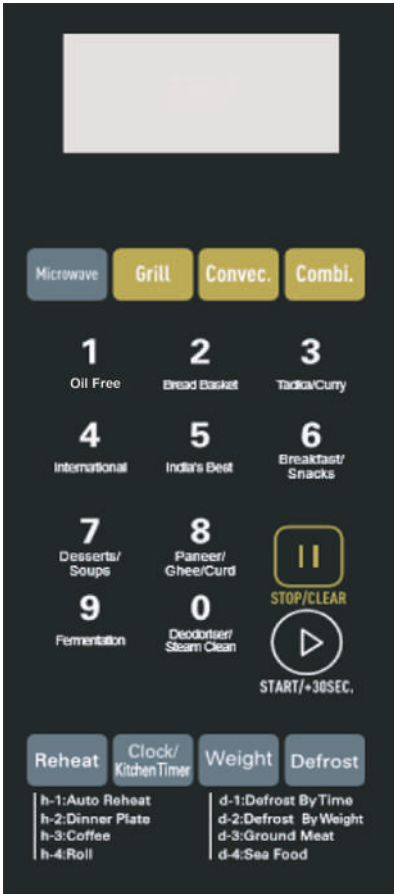 Microwave Grill Convec. Combi.
1 2 3
Oil Free Bread Basket Tadka/Curry
4 5 6
International India's Best Breakfast/
Snacks
7 8
Desserts/ Paneer/
Soups Ghee/Curd
STOP/CLEAR
9 0
Fermentation Deodoriser/
Steam Clean
START/+30SEC.
Reheat Clock/ Weight Defrost
Kitchen Timer
h-1:Auto Reheat d-1:Defrost By Time
h-2:Dinner Plate d-2:Defrost By Weight
h-3:Coffee d-3:Ground Meat
h-4:Roll d-4:Sea Food